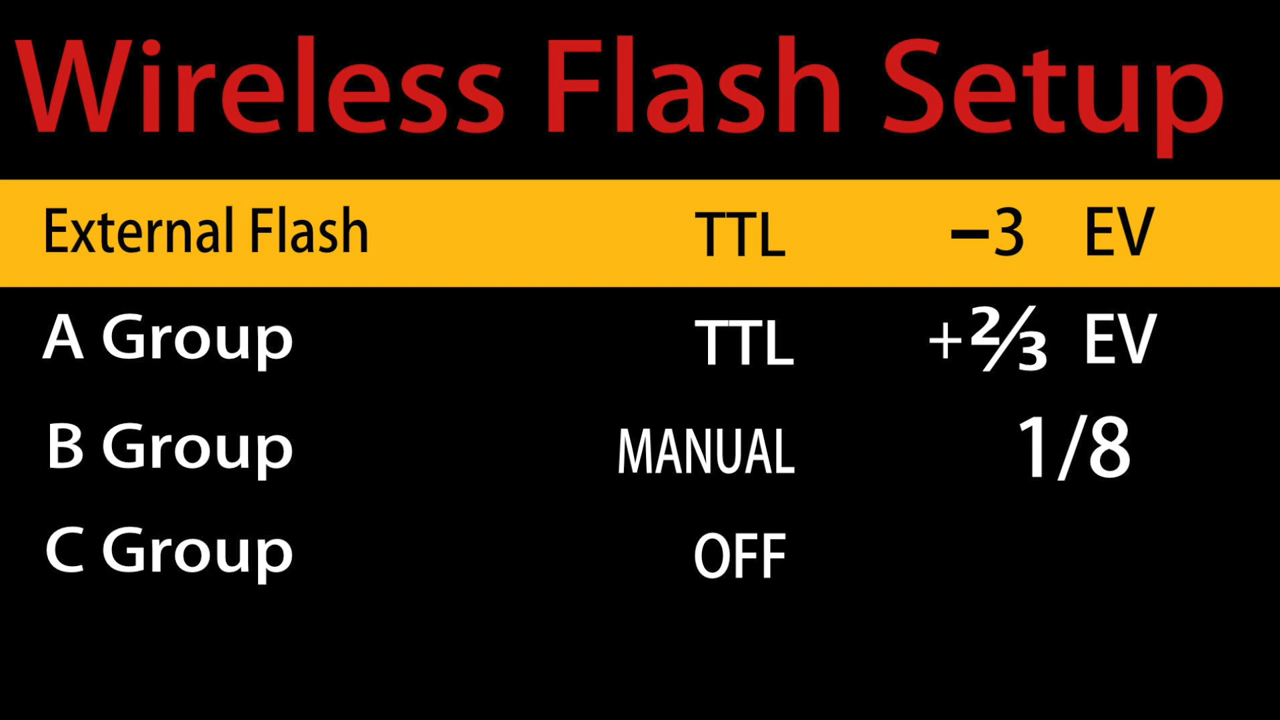 Wireless Flash Setup
External Flash TTL –3 EV
A Group TTL +⅔ EV
B Group MANUAL 1/8
C Group OFF